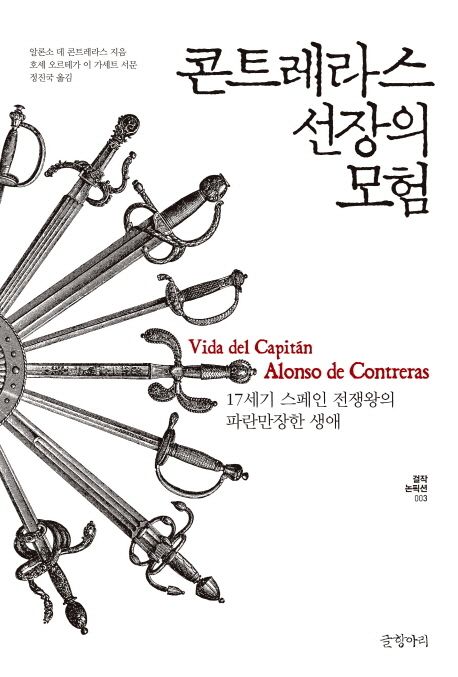 알론소 데 콘트레라스 지음
호세 오르테가 이 가세트 서문
정진국 옮김
콘트레라스
선장의
모험
Vida del Capitán
Alonso de Contreras
17세기 스페인 전쟁왕의
파란만장한 생애
걸작
논픽션
003
글항아리